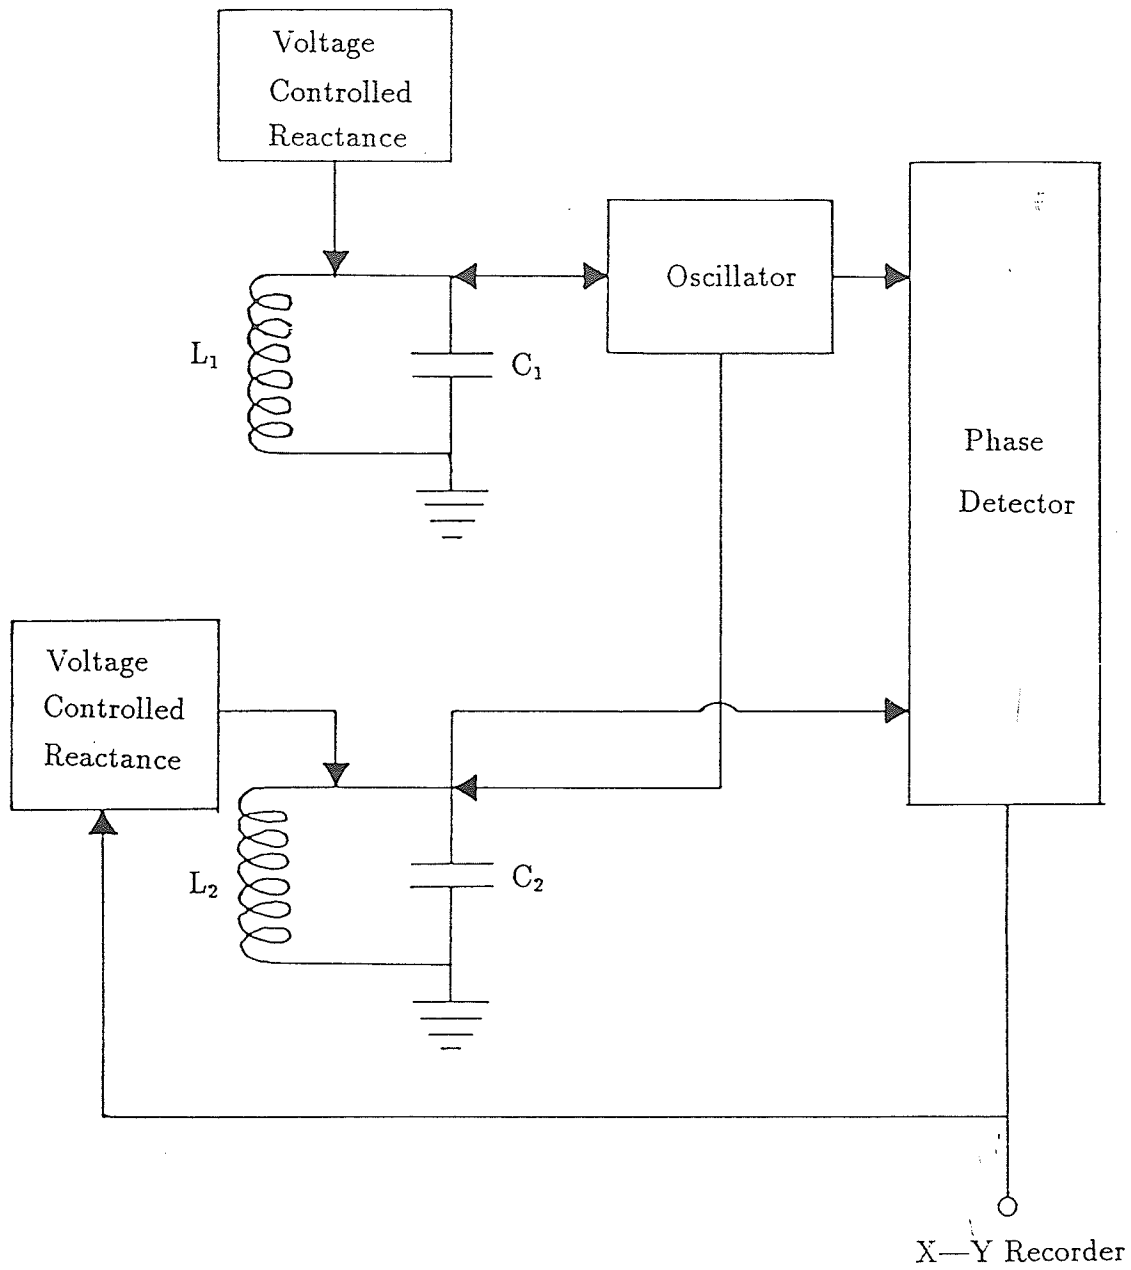 Voltage
Controlled
Reactance
Oscillator
L₁
C₁
Phase
Detector
Voltage
Controlled
Reactance
L₂
C₂
X—Y Recorder